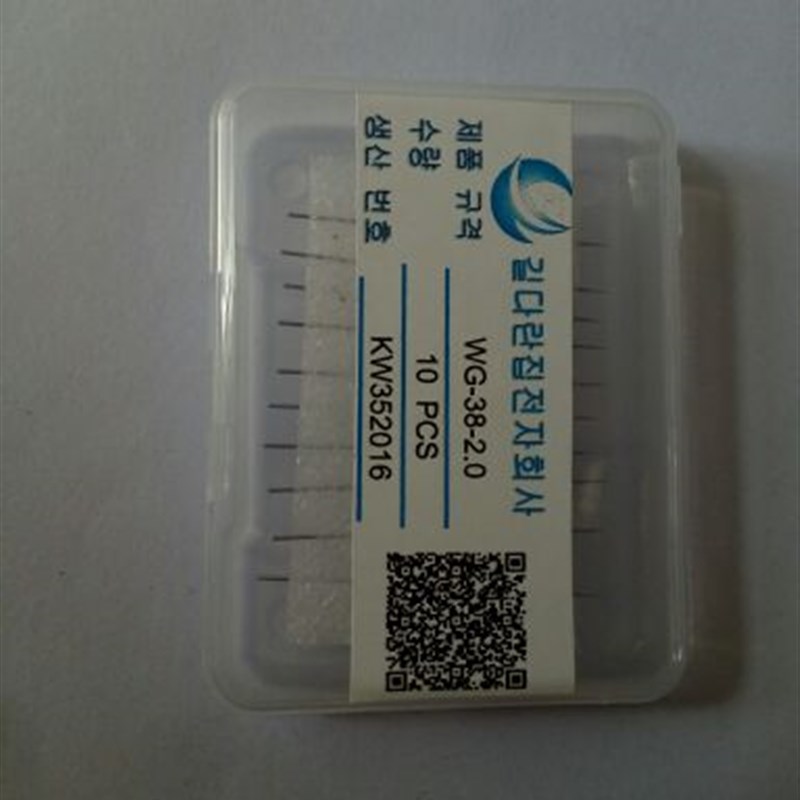 길다란집전자회사
제품 규격 WG-38-2.0
수량 10 PCS
생산 번호 KW352016